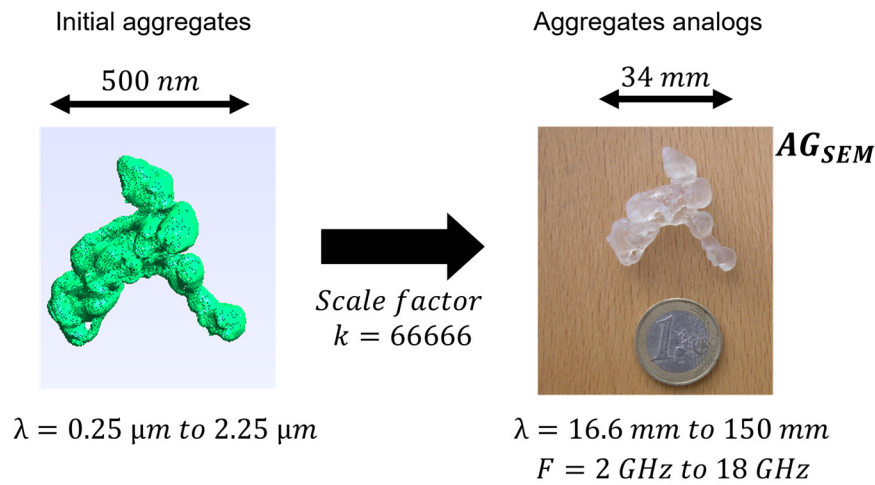 Initial aggregates
Aggregates analogs
500 nm
34 mm
AG_SEM
Scale factor
k = 66666
1
λ = 0.25 μm to 2.25 μm
λ = 16.6 mm to 150 mm
F = 2 GHz to 18 GHz